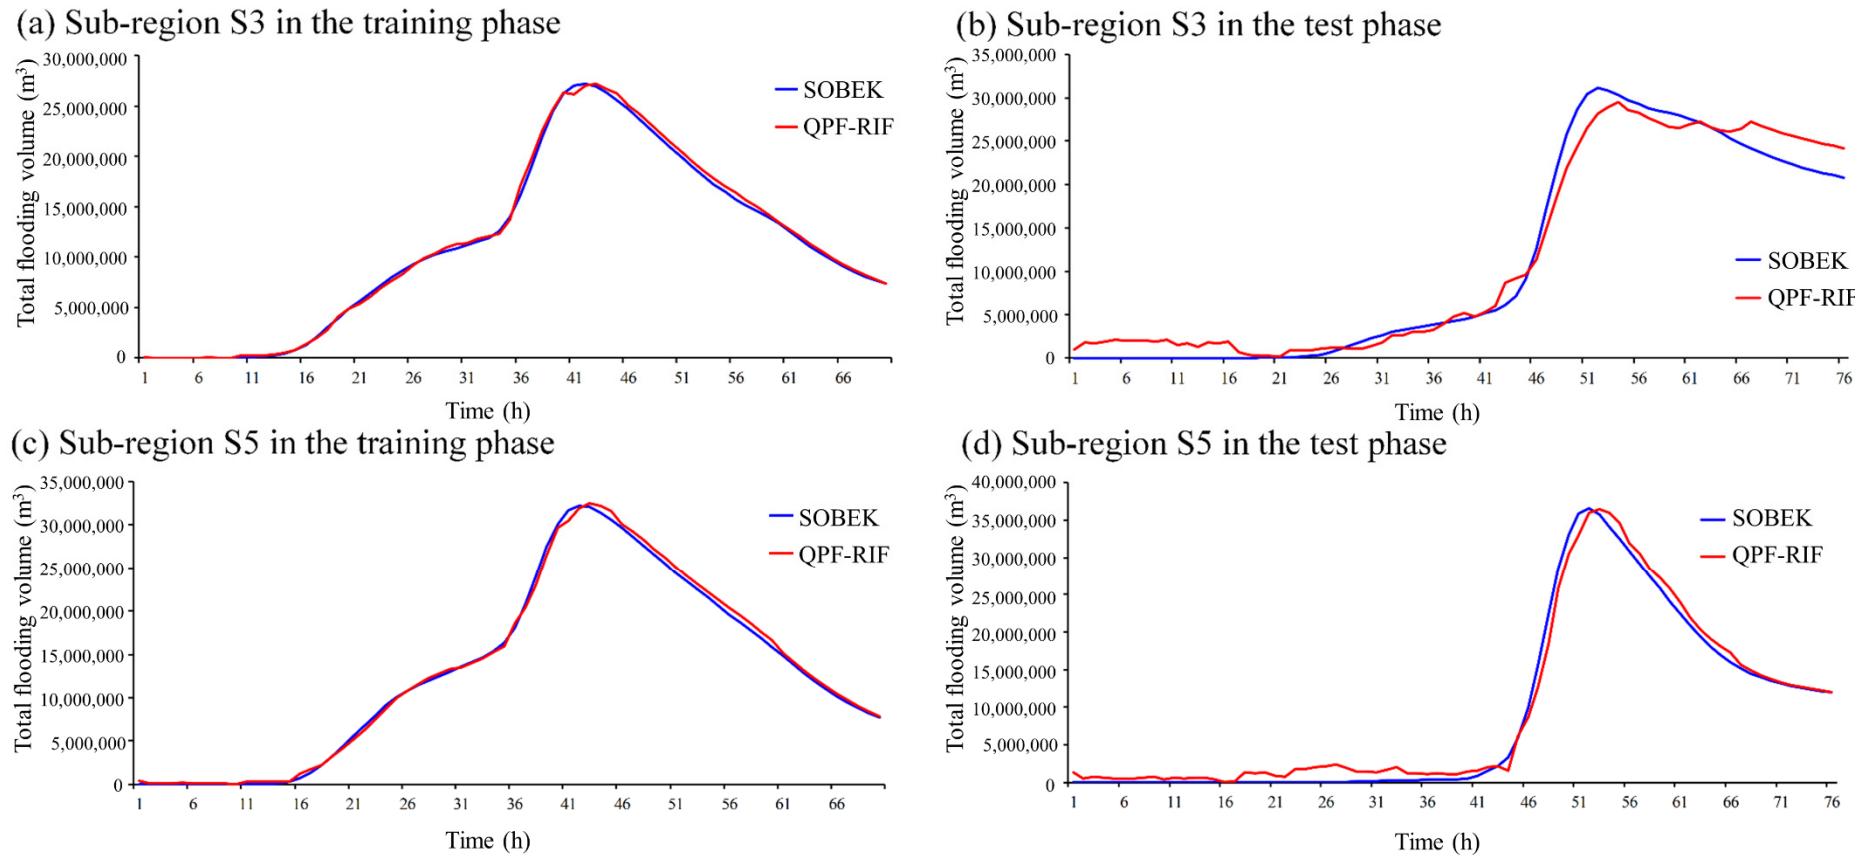 (a) Sub-region S3 in the training phase
Total flooding volume (m³)
30,000,000
25,000,000
20,000,000
15,000,000
10,000,000
5,000,000
0
SOBEK
QPF-RIF
1 6 11 16 21 26 31 36 41 46 51 56 61 66
Time (h)
(b) Sub-region S3 in the test phase
Total flooding volume (m³)
35,000,000
30,000,000
25,000,000
20,000,000
15,000,000
10,000,000
5,000,000
0
SOBEK
QPF-RIF
1 6 11 16 21 26 31 36 41 46 51 56 61 66 71 76
Time (h)
(c) Sub-region S5 in the training phase
Total flooding volume (m³)
35,000,000
30,000,000
25,000,000
20,000,000
15,000,000
10,000,000
5,000,000
0
SOBEK
QPF-RIF
1 6 11 16 21 26 31 36 41 46 51 56 61 66
Time (h)
(d) Sub-region S5 in the test phase
Total flooding volume (m³)
40,000,000
35,000,000
30,000,000
25,000,000
20,000,000
15,000,000
10,000,000
5,000,000
0
SOBEK
QPF-RIF
1 6 11 16 21 26 31 36 41 46 51 56 61 66 71 76
Time (h)